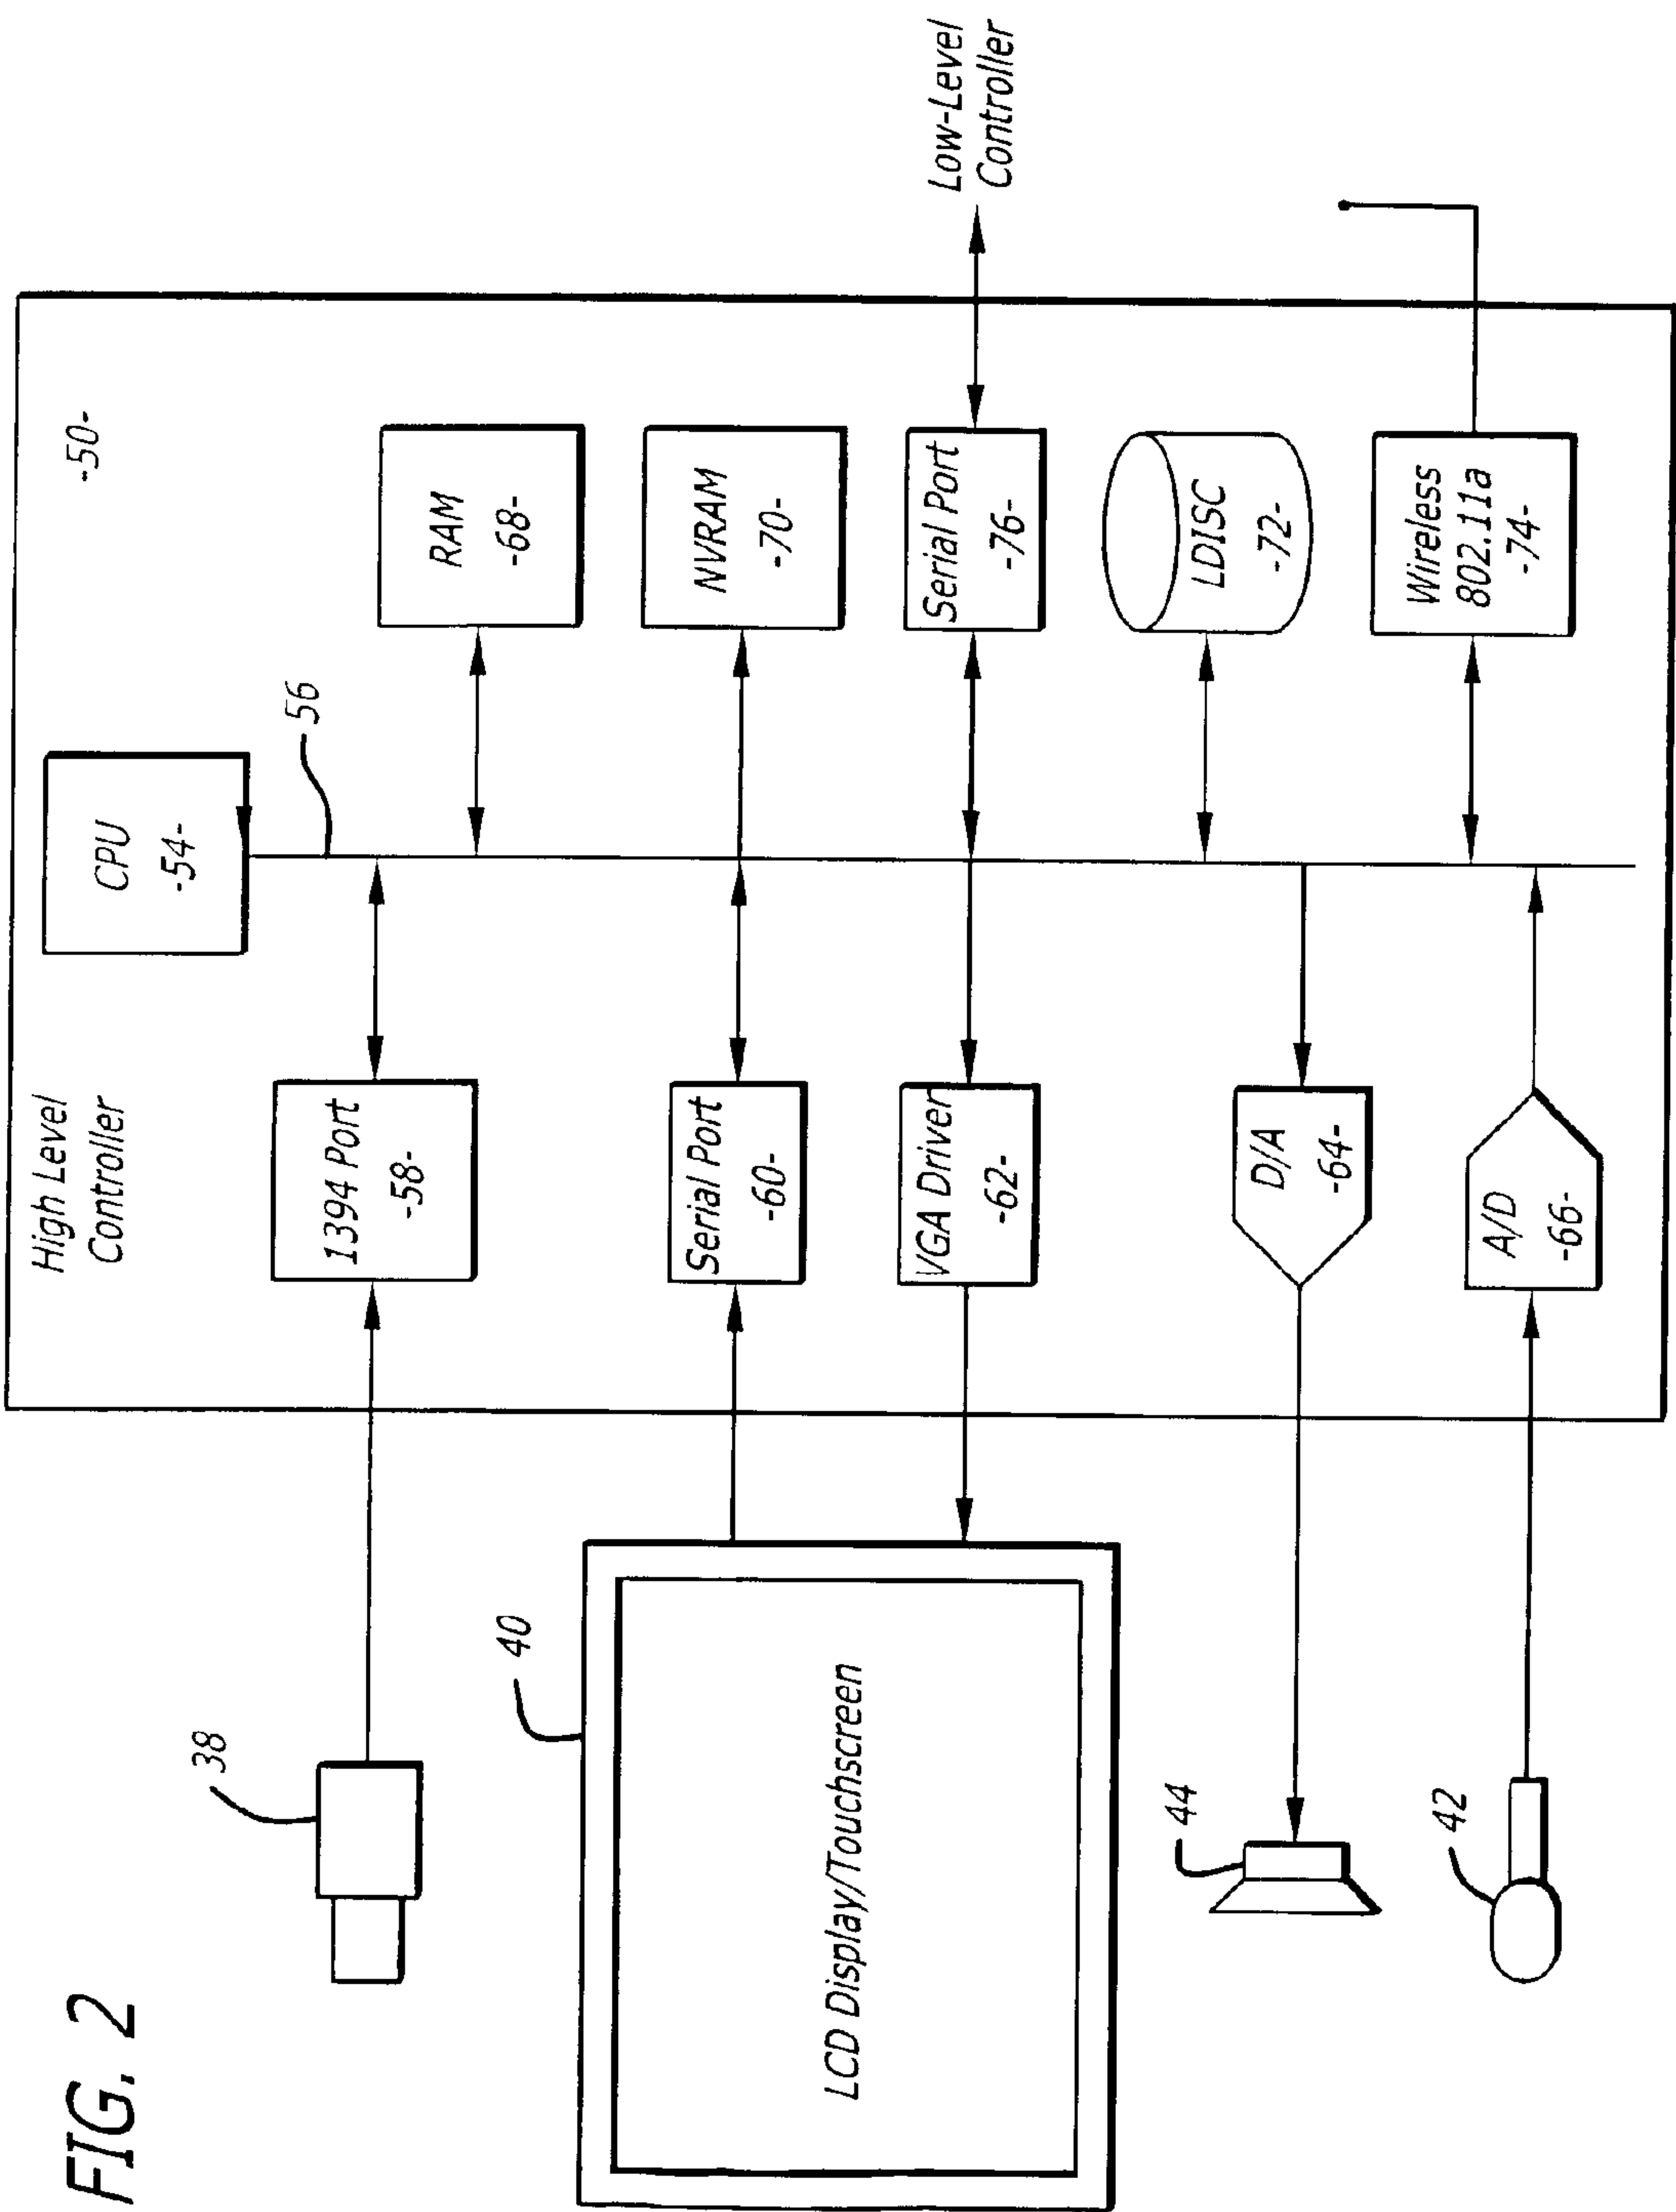 FIG. 2
High Level
Controller
-50-
CPU
-54-
56
38
1394 Port
-58-
RAM
-68-
40
LCD Display/Touchscreen
Serial Port
-60-
NVRAM
-70-
VGA Driver
-62-
Serial Port
-76-
Low-Level
Controller
44
D/A
-64-
LDISC
-72-
42
A/D
-66-
Wireless
802.11a
-74-